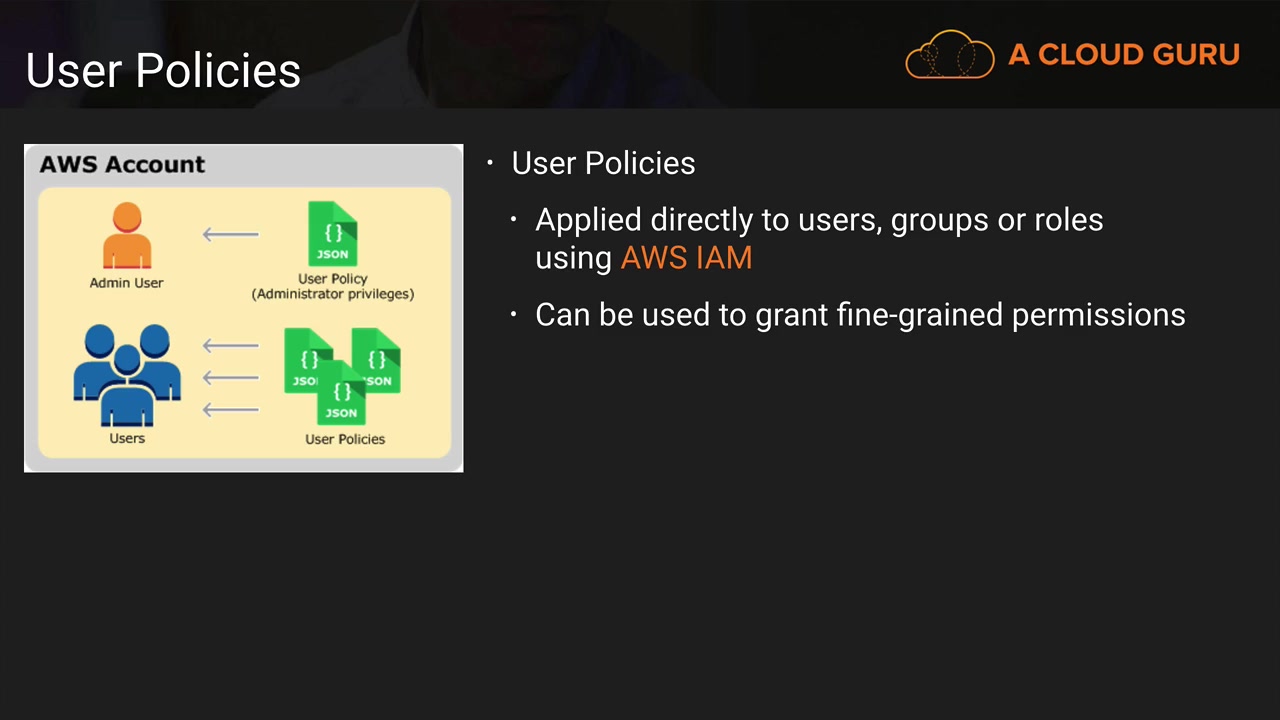 User Policies
A CLOUD GURU
AWS Account
{ }
JSON
Admin User
User Policy
(Administrator privileges)
{ }
{ }
JSON
JSON
{ }
JSON
Users
User Policies
• User Policies
• Applied directly to users, groups or roles
using AWS IAM
• Can be used to grant fine-grained permissions